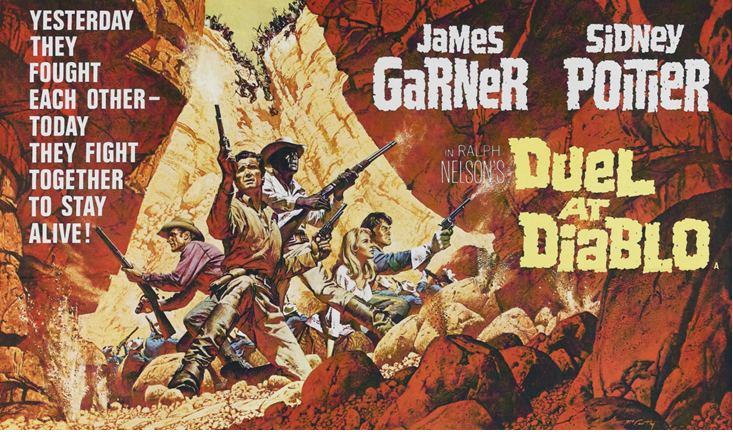 YESTERDAY
THEY
FOUGHT
EACH OTHER–
TODAY
THEY FIGHT
TOGETHER
TO STAY
ALIVE!
JAMES
GARNER
SiDNEY
POiTiER
IN RALPH
NELSON'S
DUEL
AT
DiABLO
A